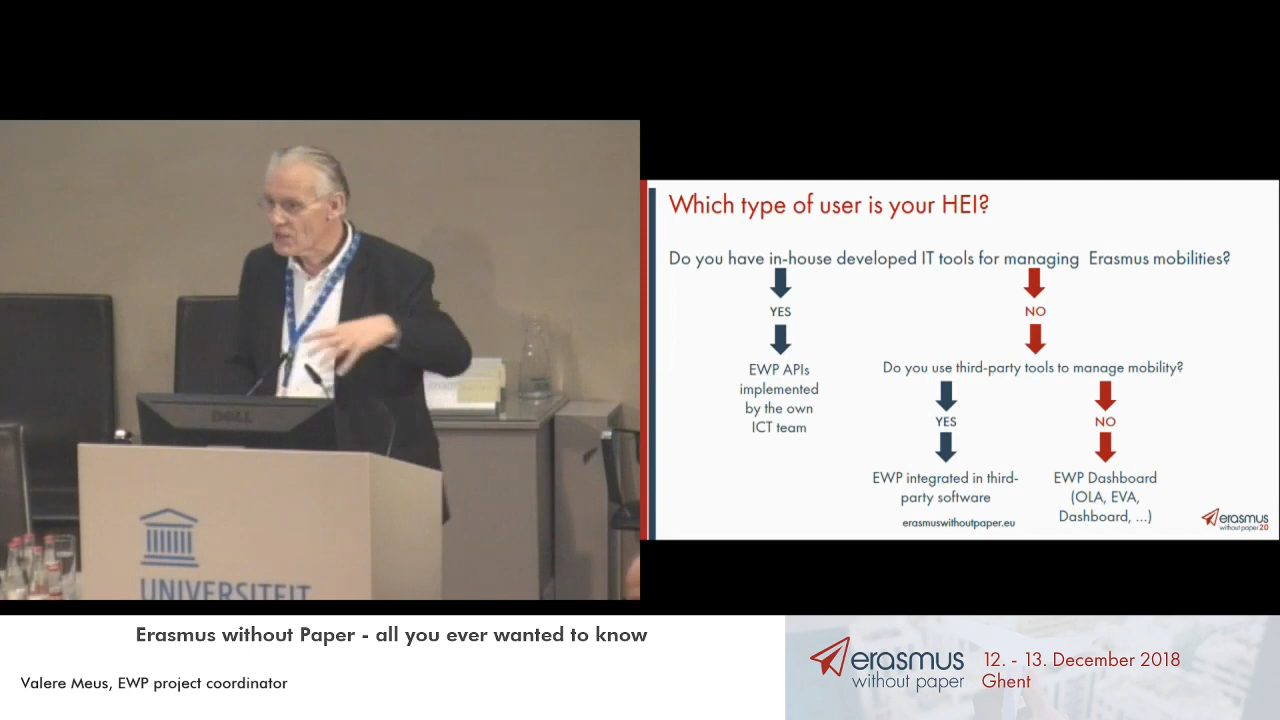 DELL
UNIVERSITEIT
Which type of user is your HEI?
Do you have in-house developed IT tools for managing Erasmus mobilities?
YES
NO
EWP APIs
implemented
by the own
ICT team
Do you use third-party tools to manage mobility?
YES
NO
EWP integrated in third-
party software
EWP Dashboard
(OLA, EVA,
Dashboard, ...)
erasmuswithoutpaper.eu
erasmus
without paper 2.0
Erasmus without Paper - all you ever wanted to know
Valere Meus, EWP project coordinator
erasmus
without paper
12. - 13. December 2018
Ghent